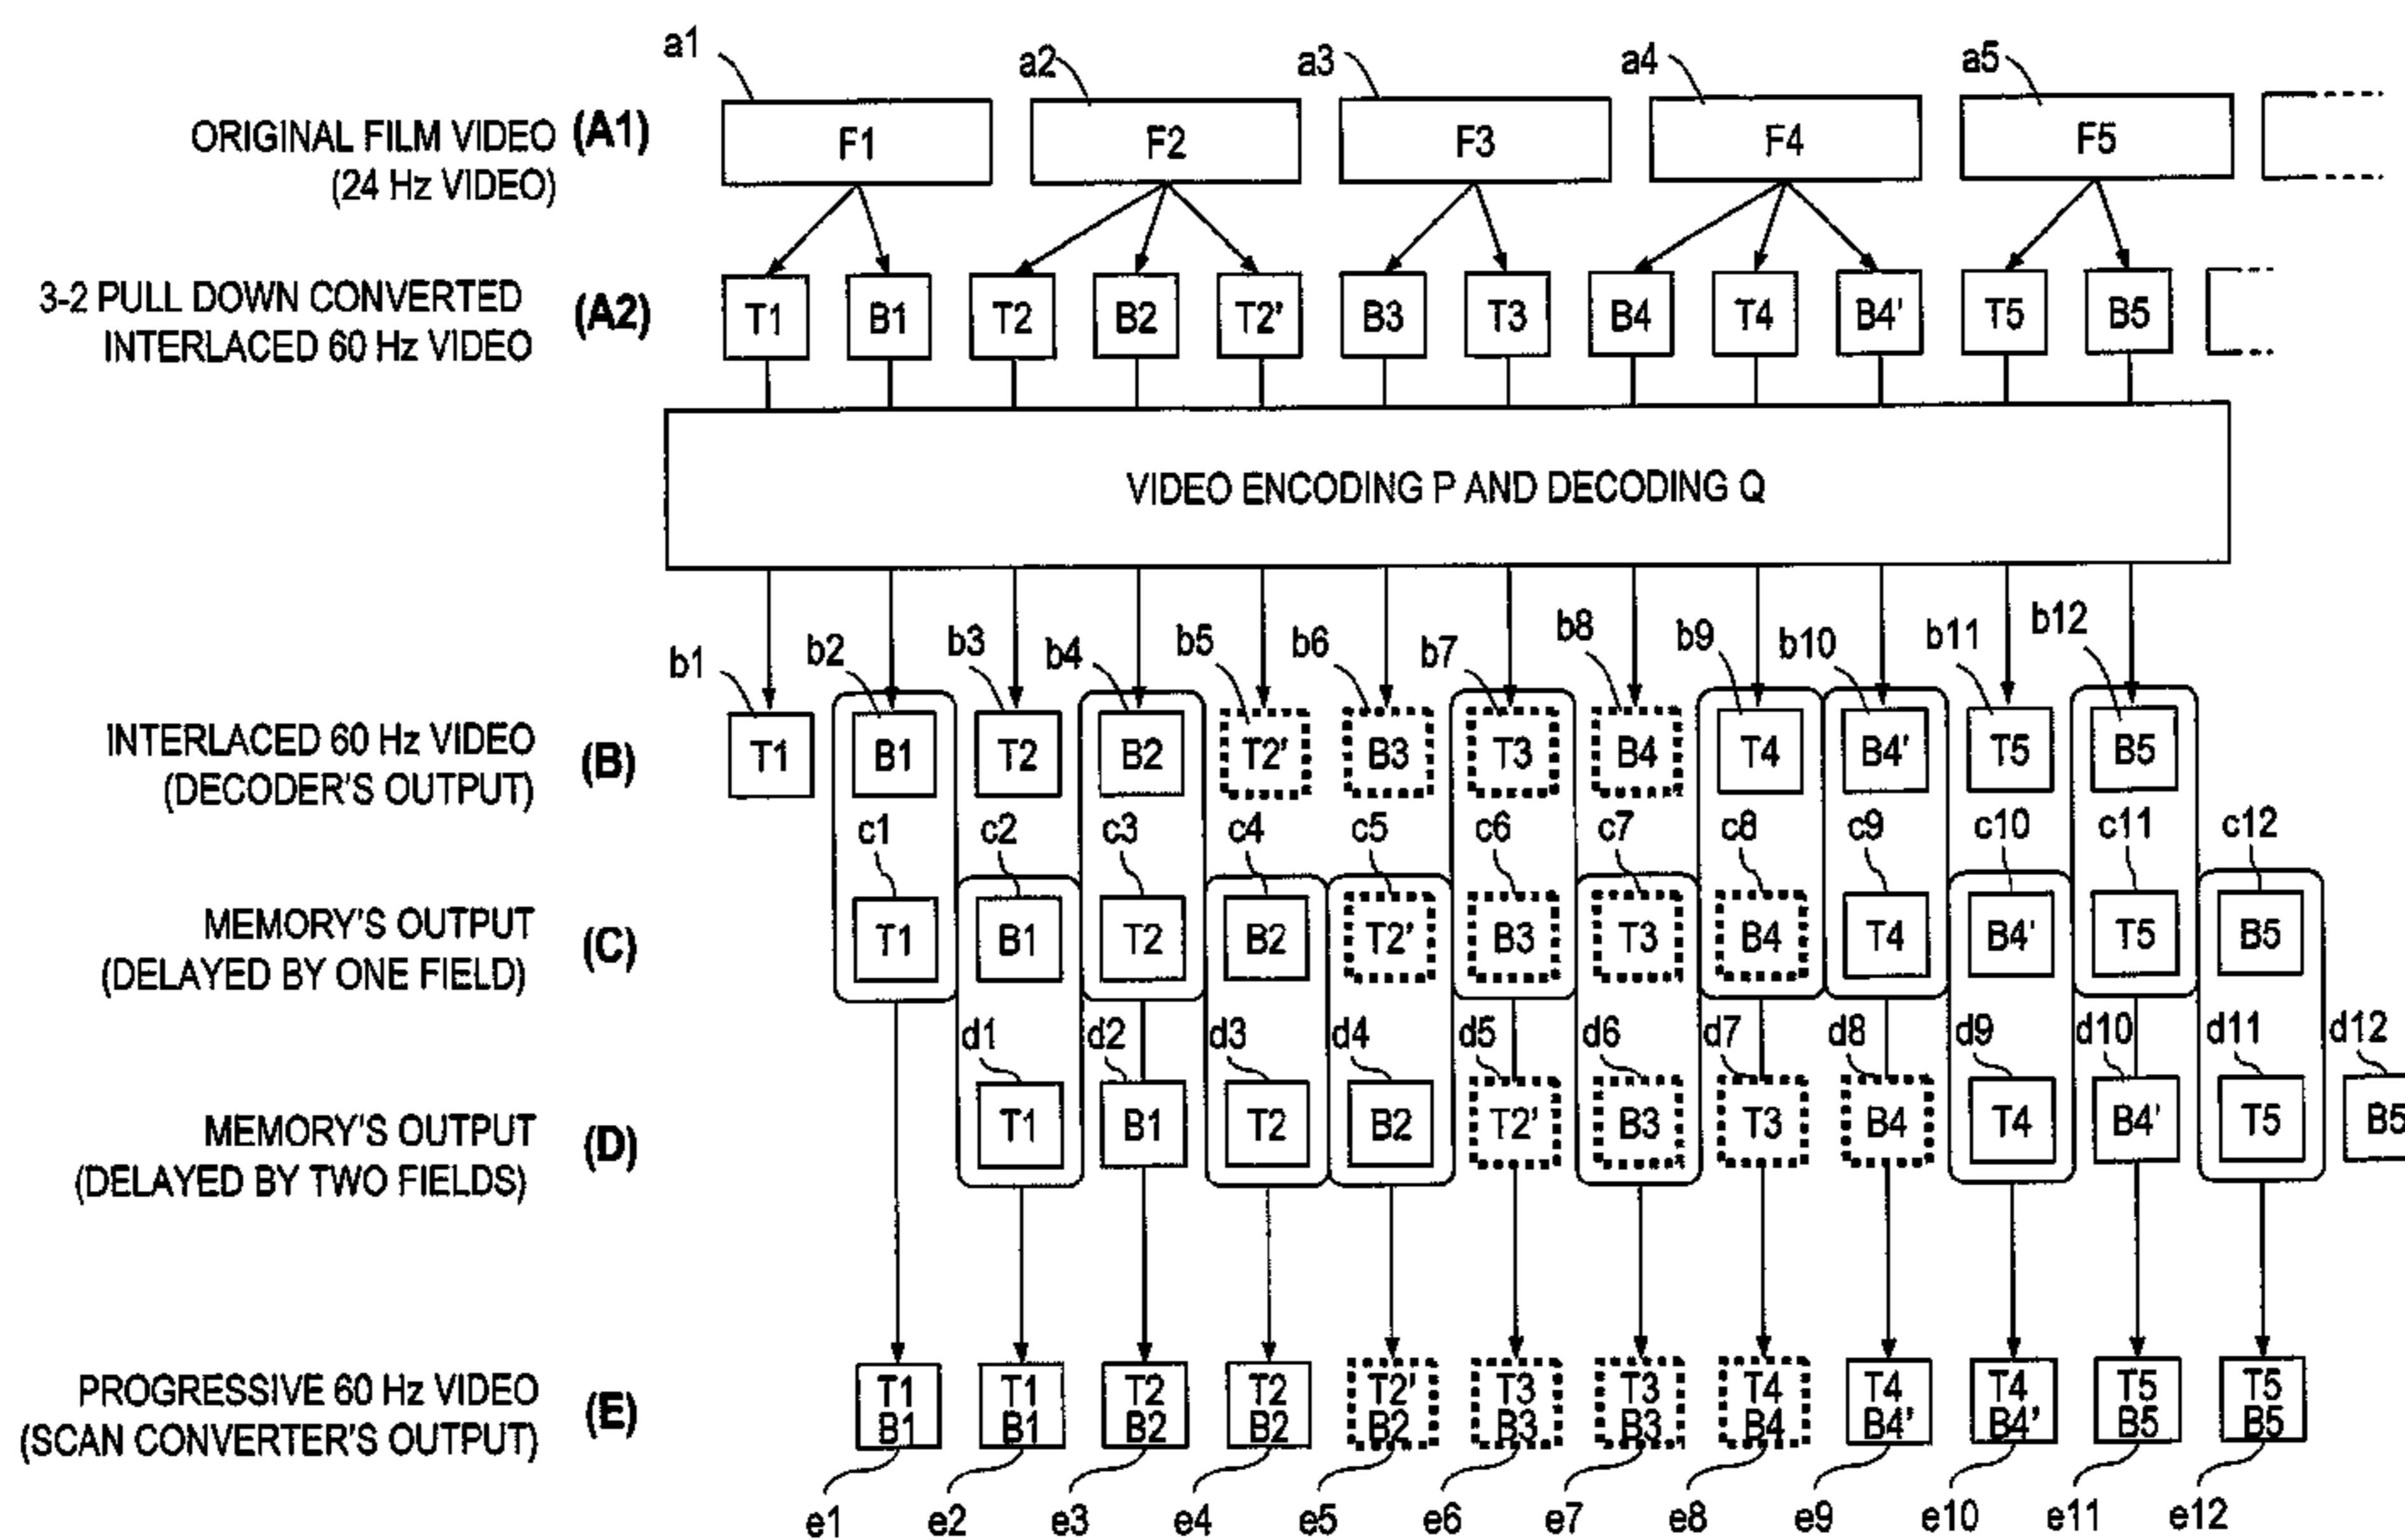 a1 a2 a3 a4 a5
ORIGINAL FILM VIDEO (A1)
(24 Hz VIDEO)
F1 F2 F3 F4 F5
3-2 PULL DOWN CONVERTED (A2)
INTERLACED 60 Hz VIDEO
T1 B1 T2 B2 T2' B3 T3 B4 T4 B4' T5 B5
VIDEO ENCODING P AND DECODING Q
b1 b2 b3 b4 b5 b6 b7 b8 b9 b10 b11 b12
INTERLACED 60 Hz VIDEO (B)
(DECODER'S OUTPUT)
T1 B1 T2 B2 T2' B3 T3 B4 T4 B4' T5 B5
c1 c2 c3 c4 c5 c6 c7 c8 c9 c10 c11 c12
MEMORY'S OUTPUT (C)
(DELAYED BY ONE FIELD)
T1 B1 T2 B2 T2' B3 T3 B4 T4 B4' T5 B5
d1 d2 d3 d4 d5 d6 d7 d8 d9 d10 d11 d12
MEMORY'S OUTPUT (D)
(DELAYED BY TWO FIELDS)
T1 B1 T2 B2 T2' B3 T3 B4 T4 B4' T5 B5
PROGRESSIVE 60 Hz VIDEO (E)
(SCAN CONVERTER'S OUTPUT)
T1 T1 T2 T2 T2' T3 T3 T4 T4 T4 T5 T5
B1 B1 B2 B2 B2 B3 B3 B4 B4' B4' B5 B5
e1 e2 e3 e4 e5 e6 e7 e8 e9 e10 e11 e12